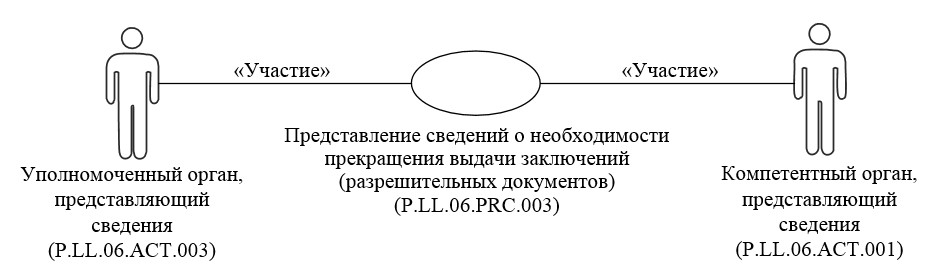 «Участие»
«Участие»
Представление сведений о необходимости
прекращения выдачи заключений
(разрешительных документов)
(P.LL.06.PRC.003)
Уполномоченный орган,
представляющий
сведения
(P.LL.06.ACT.003)
Компетентный орган,
представляющий
сведения
(P.LL.06.ACT.001)